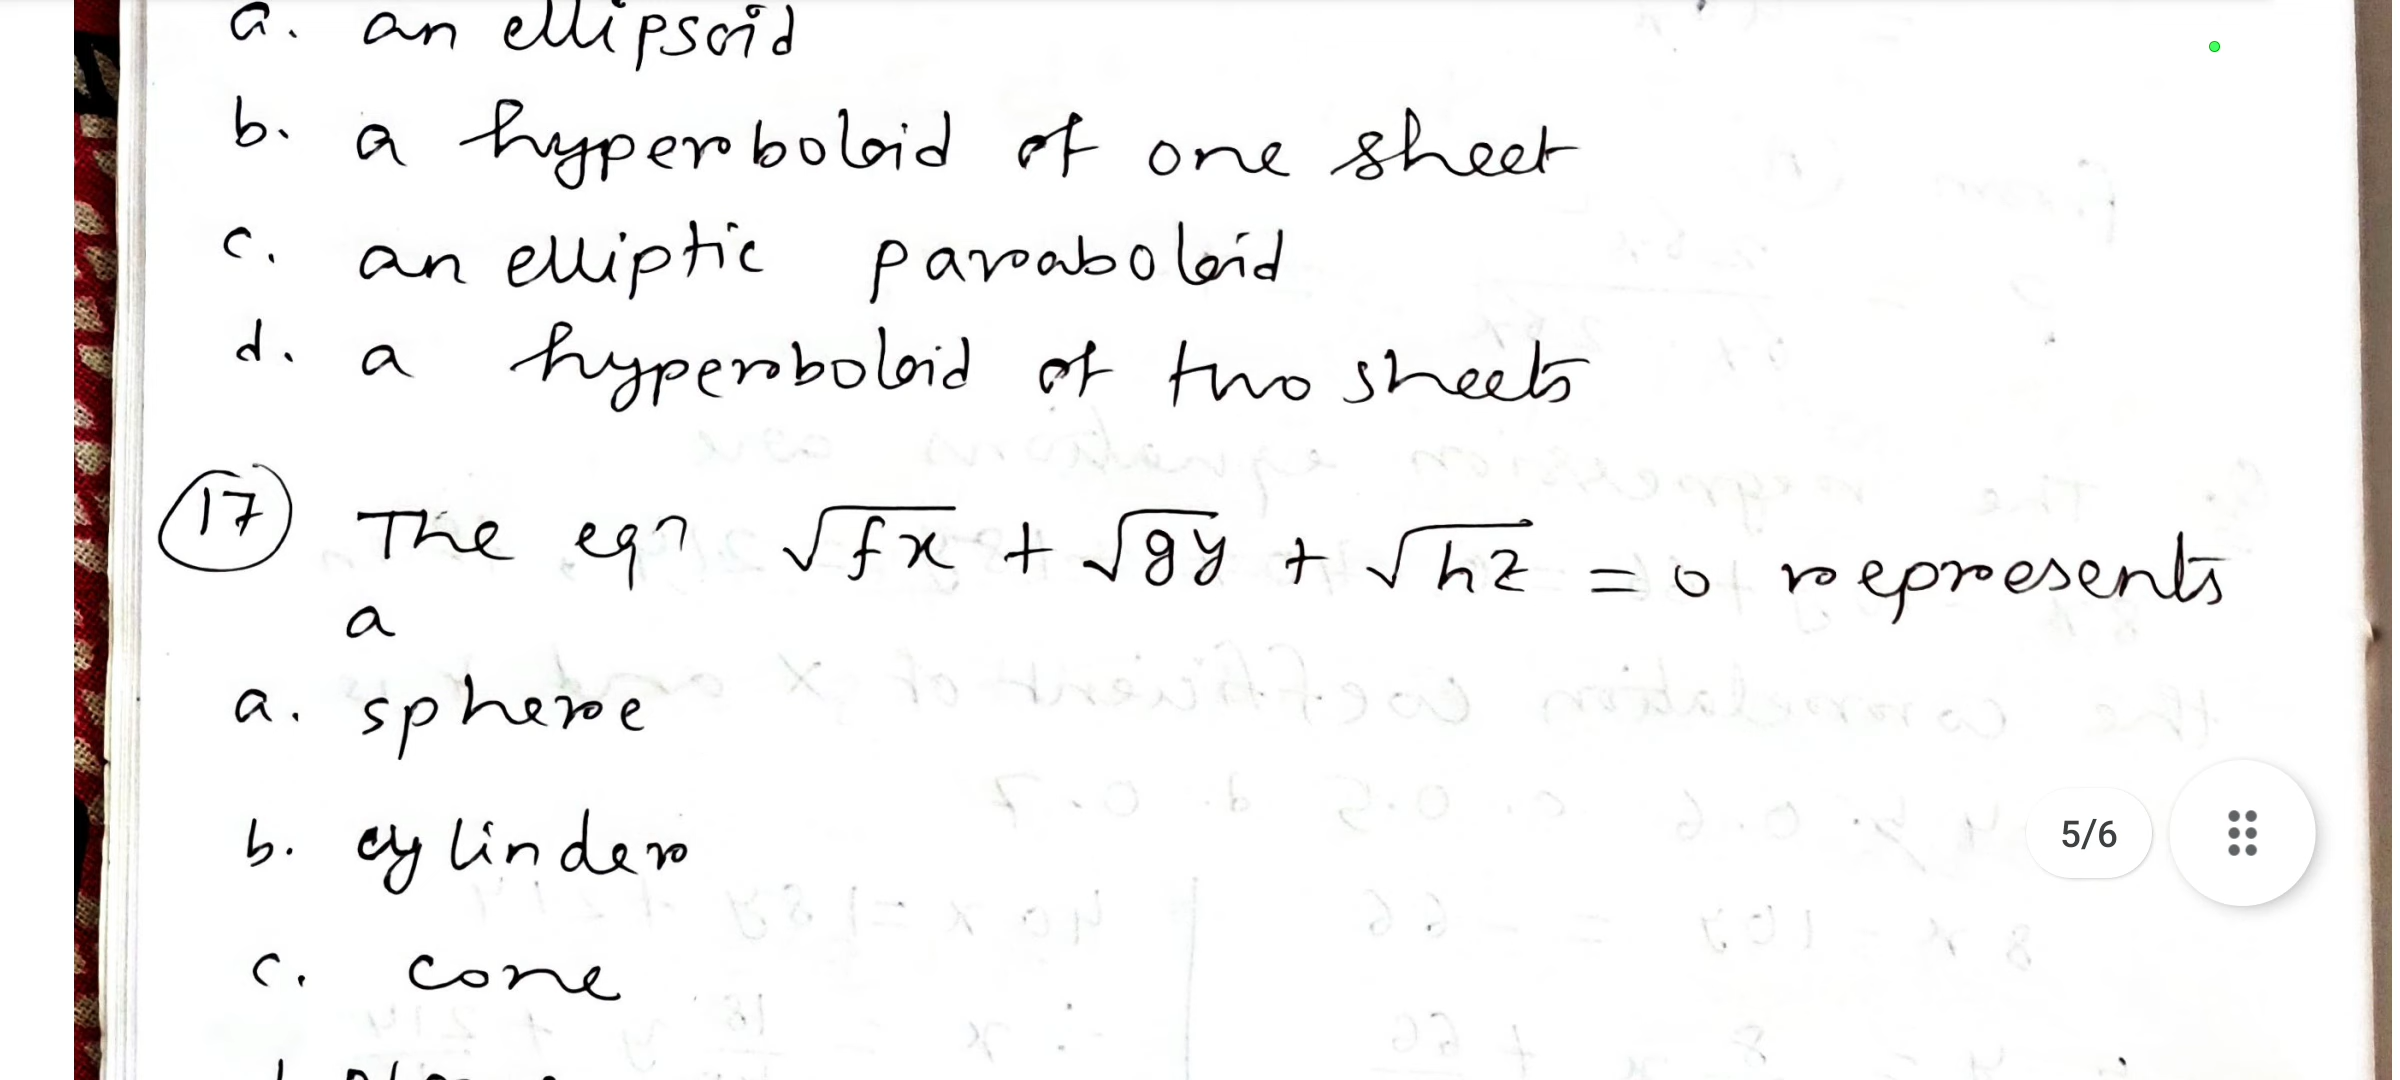 a. an ellipsoid
b. a hyperboloid of one sheet
c. an elliptic paraboloid
d. a hyperboloid of two sheets
17 The eqn √fx + √gy + √hz = 0 represents
a
a. sphere
b. cylinder
5/6
c. cone